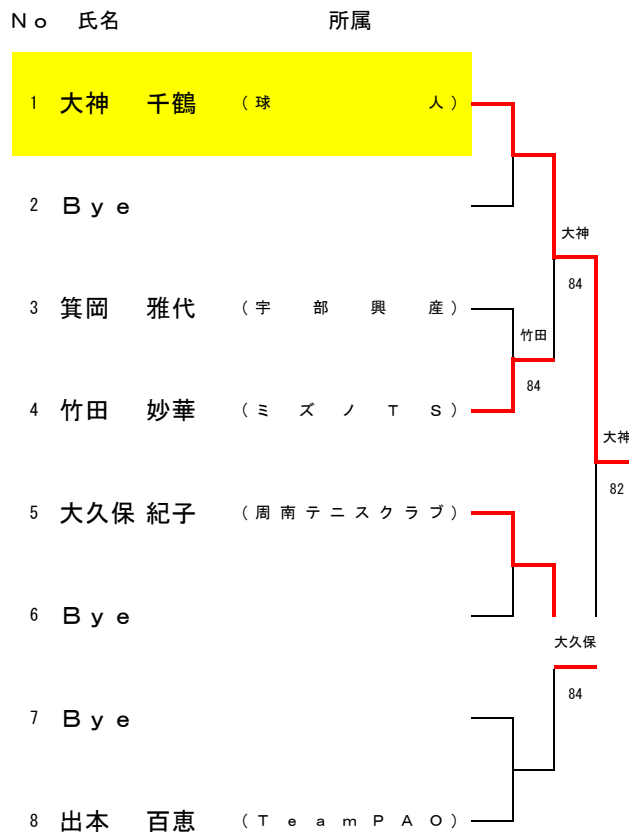 No 氏名 所属
1 大神 千鶴 (球人)
2 Bye
大神
84
3 箕岡 雅代 (宇部興産)
竹田
84
4 竹田 妙華 (ミズノTS)
大神
82
5 大久保 紀子 (周南テニスクラブ)
6 Bye
大久保
84
7 Bye
8 出本 百恵 (TeamPAO)